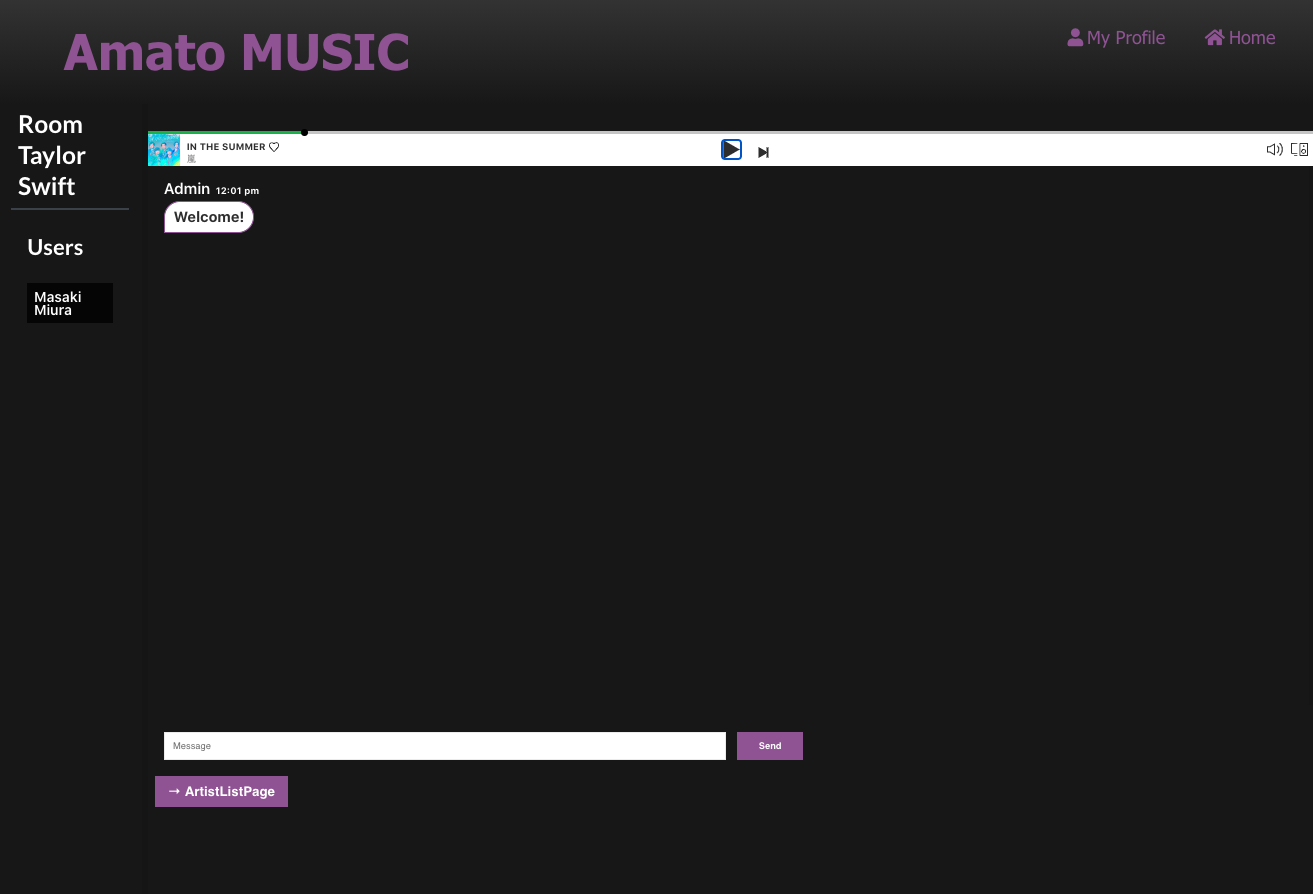 Amato MUSIC
My Profile
Home
Room
Taylor
Swift
Users
Masaki
Miura
IN THE SUMMER
嵐
Admin 12:01 pm
Welcome!
Message
Send
→ ArtistListPage